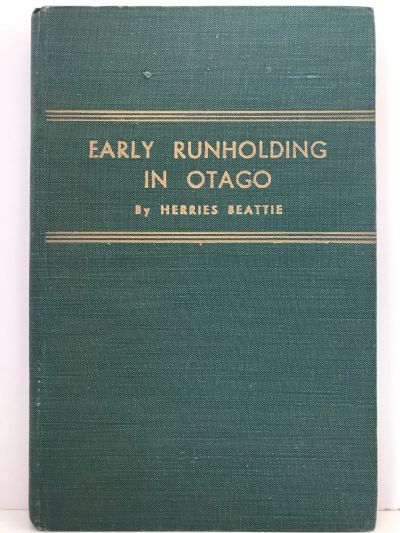 EARLY RUNHOLDING
IN OTAGO
By HERRIES BEATTIE